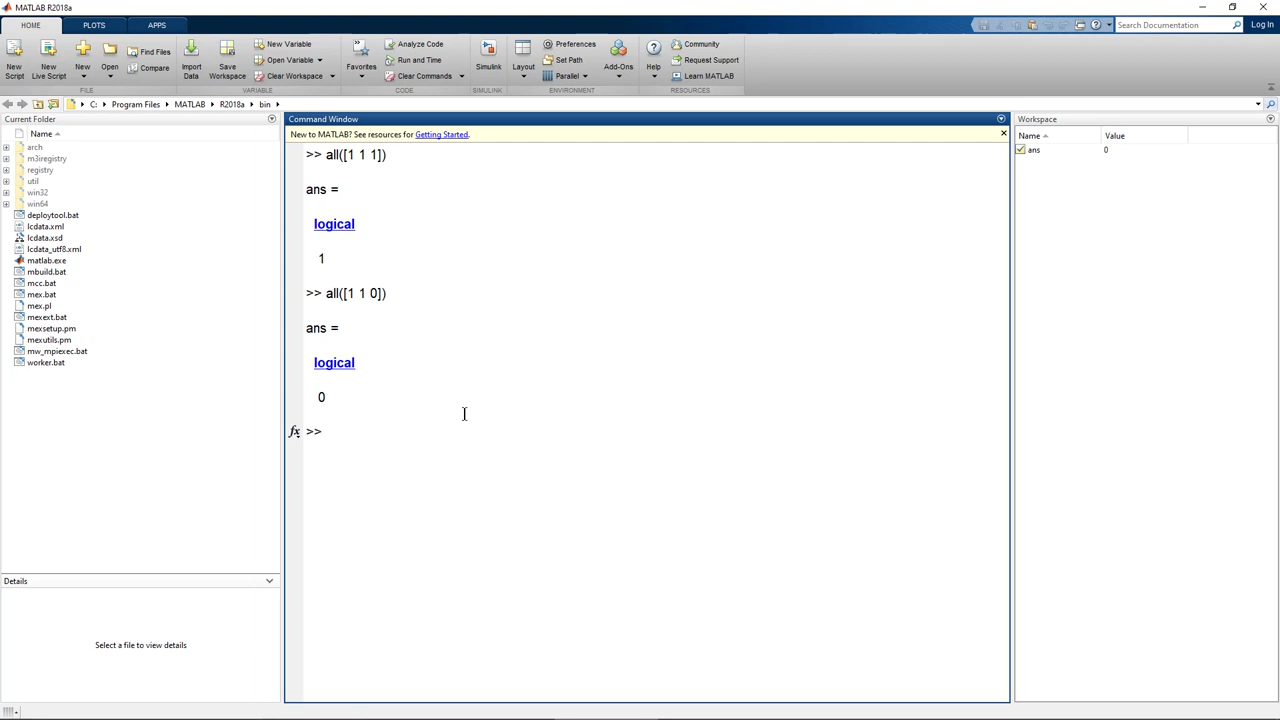 MATLAB R2018a
HOME PLOTS APPS
Search Documentation Log In
New Script
New Live Script
New
Open
Find Files
Compare
Import Data
Save Workspace
New Variable
Open Variable
Clear Workspace
Favorites
Analyze Code
Run and Time
Clear Commands
Simulink
Layout
Preferences
Set Path
Parallel
Add-Ons
Help
Community
Request Support
Learn MATLAB
FILE VARIABLE CODE SIMULINK ENVIRONMENT RESOURCES
C: Program Files MATLAB R2018a bin
Current Folder
Name
arch
m3iregistry
registry
util
win32
win64
deploytool.bat
lcdata.xml
lcdata.xsd
lcdata_utf8.xml
matlab.exe
mbuild.bat
mcc.bat
mex.bat
mex.pl
mexext.bat
mexsetup.pm
mexutils.pm
mw_mpiexec.bat
worker.bat
Details
Select a file to view details
Command Window
New to MATLAB? See resources for Getting Started.
>> all([1 1 1])
ans =
logical
1
>> all([1 1 0])
ans =
logical
0
fx >>
Workspace
Name Value
ans 0